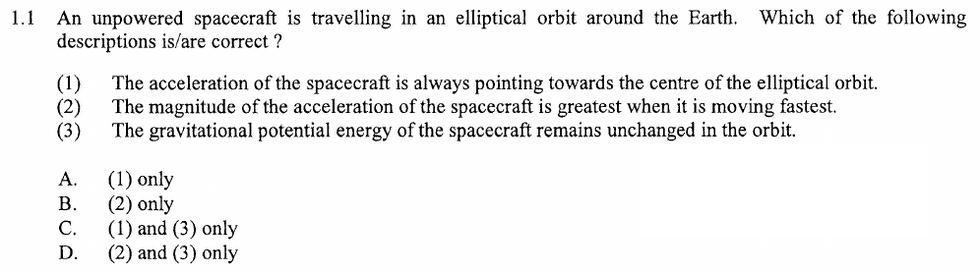 1.1 An unpowered spacecraft is travelling in an elliptical orbit around the Earth. Which of the following
descriptions is/are correct ?
(1) The acceleration of the spacecraft is always pointing towards the centre of the elliptical orbit.
(2) The magnitude of the acceleration of the spacecraft is greatest when it is moving fastest.
(3) The gravitational potential energy of the spacecraft remains unchanged in the orbit.
A. (1) only
B. (2) only
C. (1) and (3) only
D. (2) and (3) only